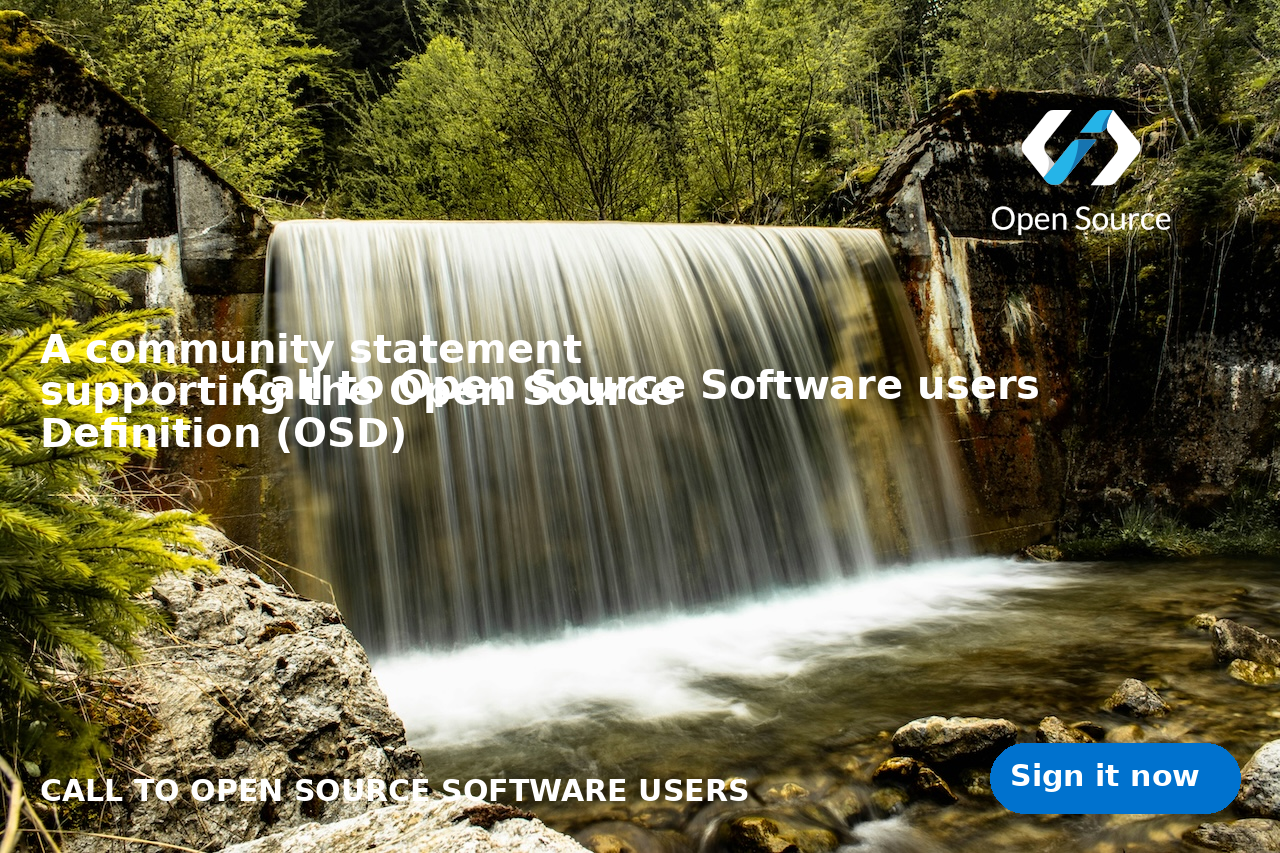 Open Source
A community statement
supporting the Open Source
Definition (OSD)
Call to Open Source Software users
CALL TO OPEN SOURCE SOFTWARE USERS
Sign it now